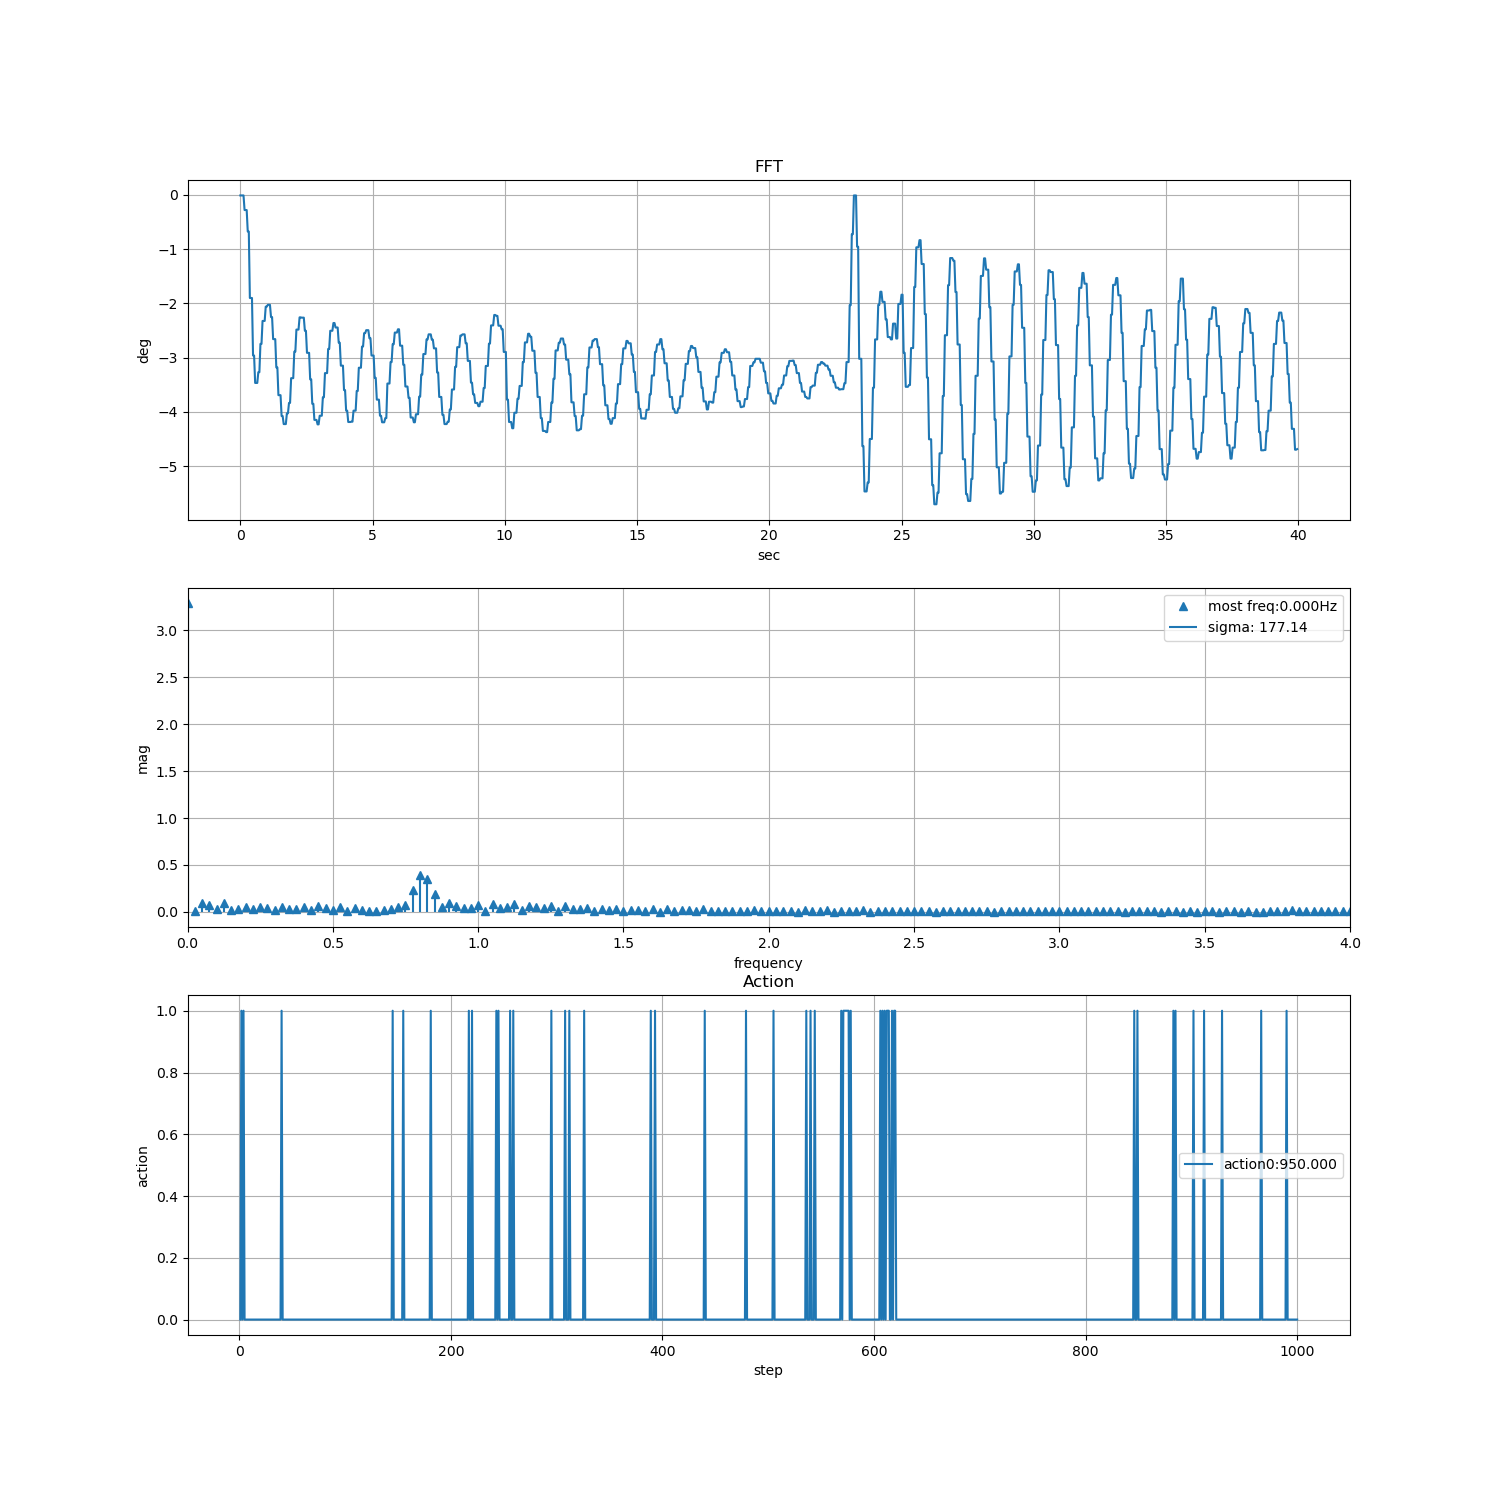 FFT
0
−1
−2
−3
−4
−5
deg
0 5 10 15 20 25 30 35 40
sec
most freq:0.000Hz
sigma: 177.14
3.0
2.5
2.0
1.5
1.0
0.5
0.0
mag
0.0 0.5 1.0 1.5 2.0 2.5 3.0 3.5 4.0
frequency
Action
1.0
0.8
0.6
0.4
0.2
0.0
action
action0:950.000
0 200 400 600 800 1000
step